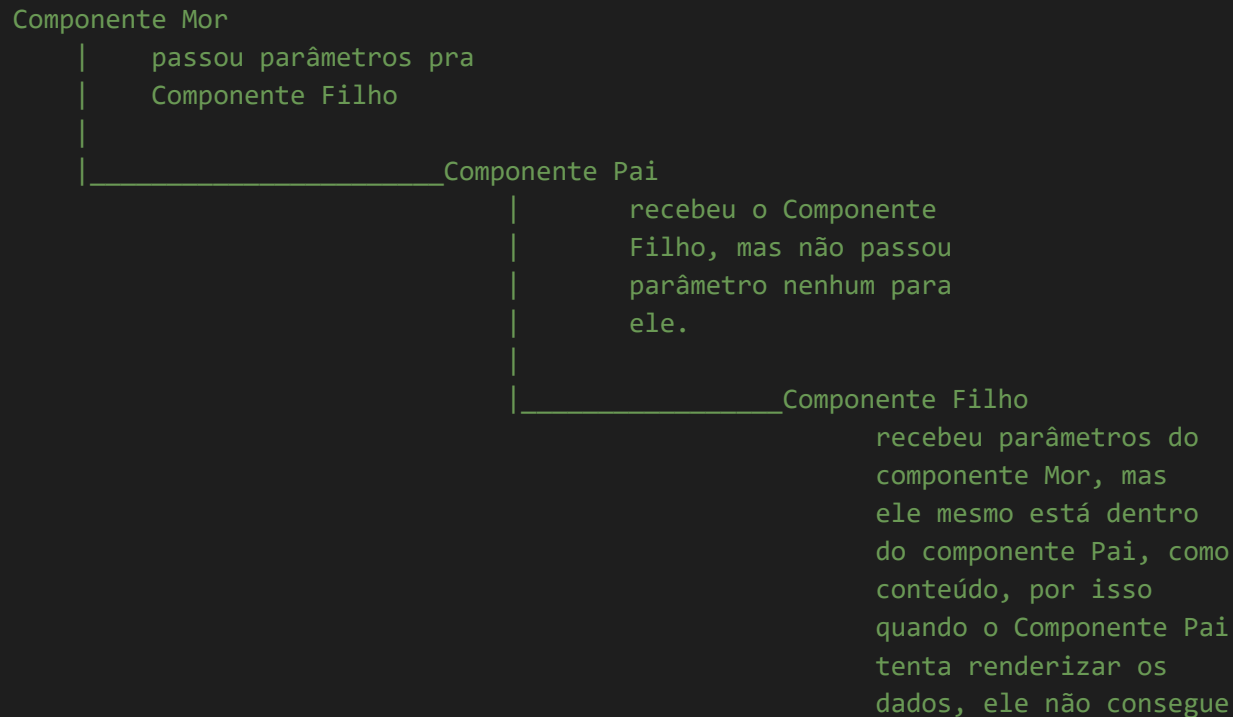 Componente Mor
passou parâmetros pra
Componente Filho
Componente Pai
recebeu o Componente
Filho, mas não passou
parâmetro nenhum para
ele.
Componente Filho
recebeu parâmetros do
componente Mor, mas
ele mesmo está dentro
do componente Pai, como
conteúdo, por isso
quando o Componente Pai
tenta renderizar os
dados, ele não consegue